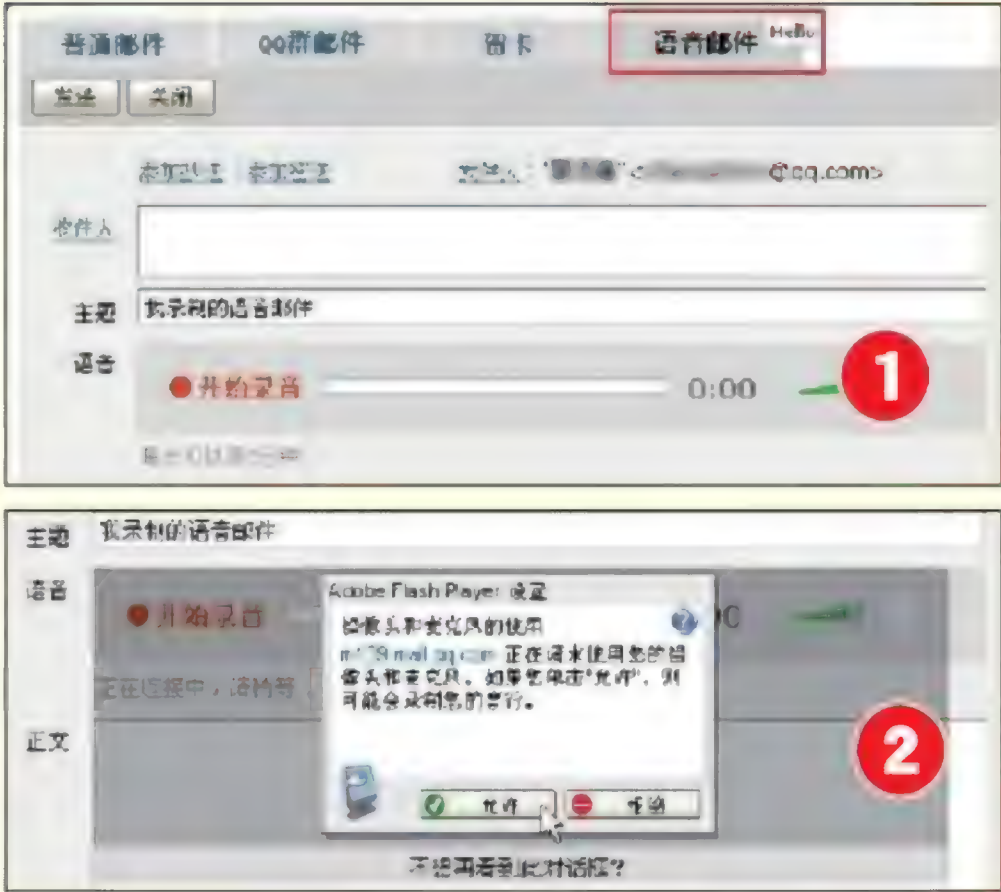 普通邮件 QQ群邮件 贺卡 语音邮件 Hello
发送 关闭
@qq.com>
收件人
主题 我录制的语音邮件
语音
开始录音 0:00
1
主题 我录制的语音邮件
语音
Adobe Flash Player 设置
开始录音
摄像头和麦克风的使用
mail.qq.com 正在请求使用您的摄
像头和麦克风。如果您单击“允许”，则
可能会录制您的言行。
正在连接中，请稍等
正文
2
允许 拒绝
不想再看到此对话框？